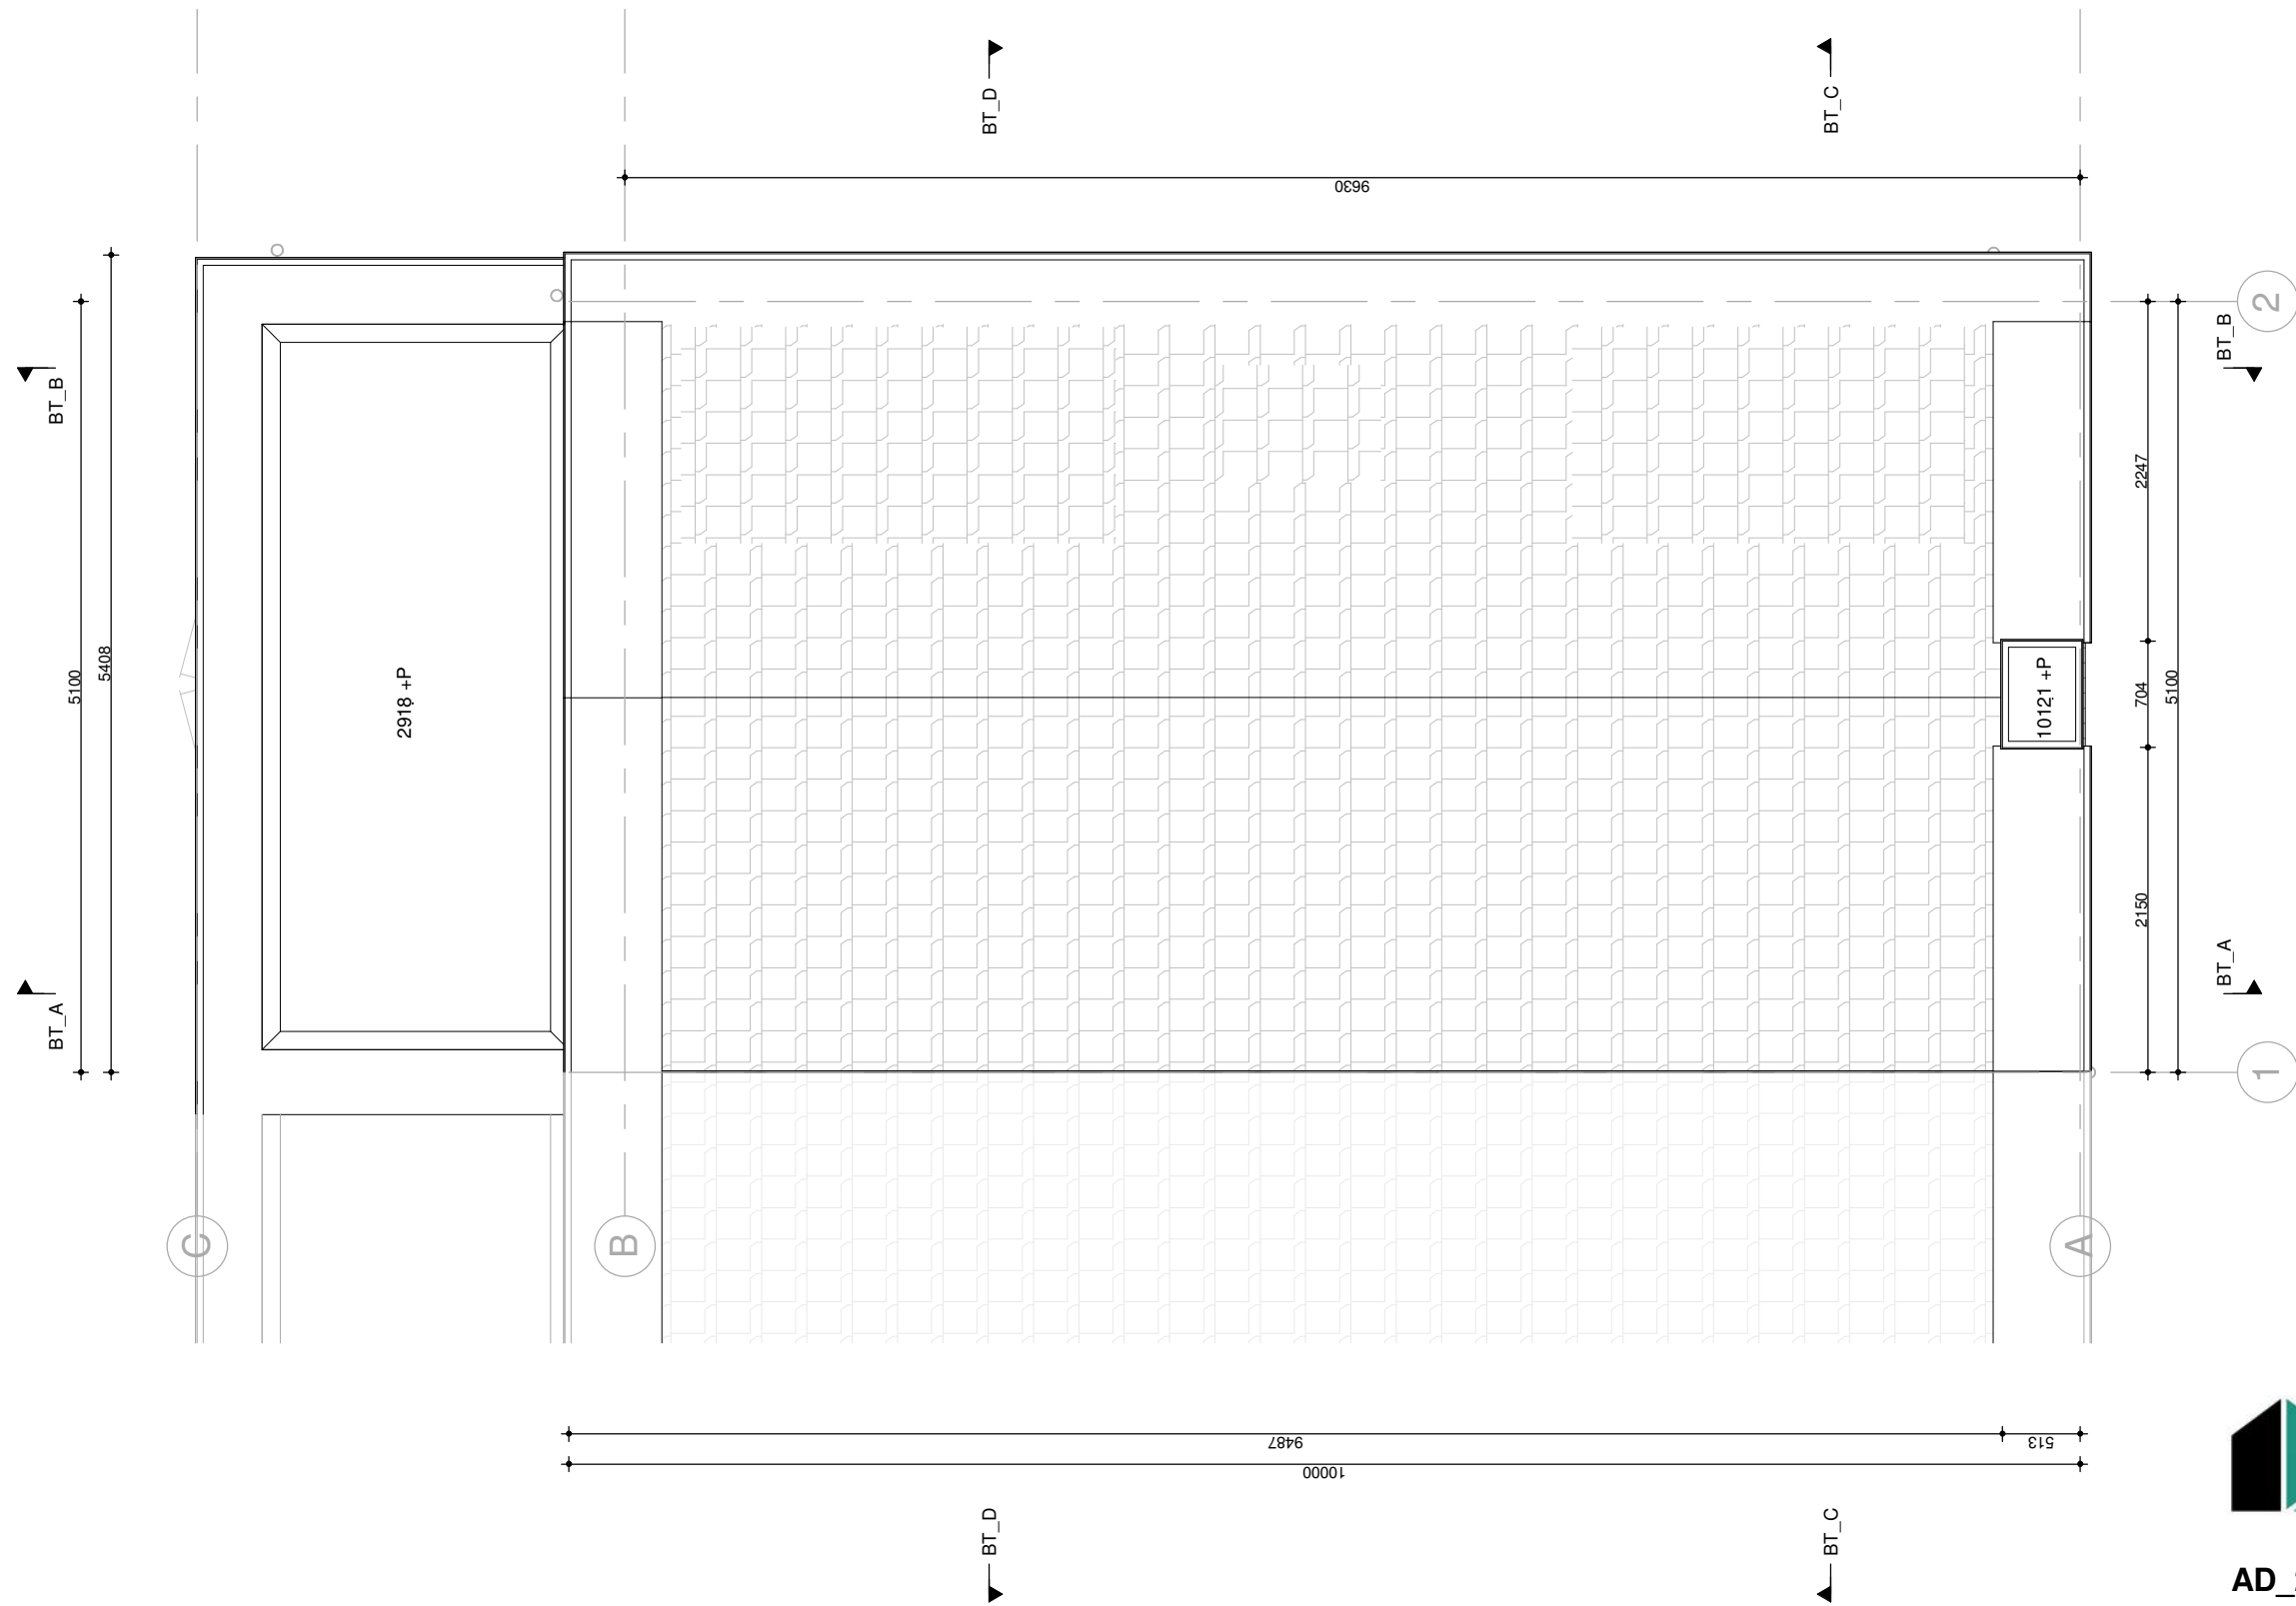 BT_D
BT_C
9630
2
BT_B
BT_B
2247
5100
5408
2918 +P
10121 +P
704
5100
2150
BT_A
BT_A
1
C
B
A
9487
513
10000
BT_D
BT_C
AD_